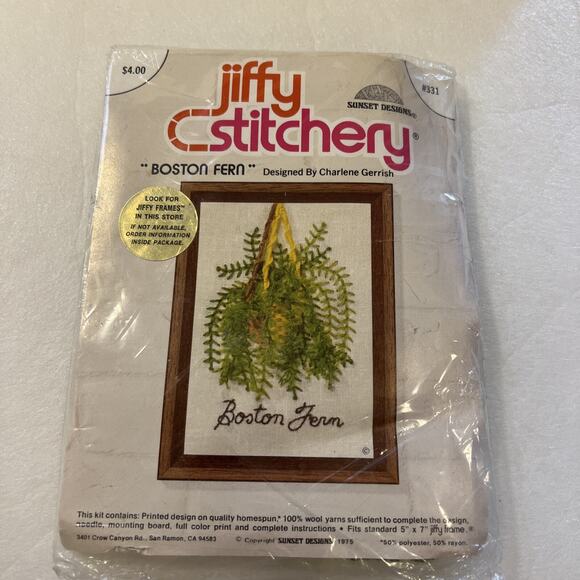 $4.00
jiffy
stitchery®
SUNSET DESIGNS®
#331
"BOSTON FERN" Designed By Charlene Gerrish
LOOK FOR
JIFFY FRAMES™
IN THIS STORE
IF NOT AVAILABLE,
ORDER INFORMATION
INSIDE PACKAGE.
Boston Fern
©
This kit contains: Printed design on quality homespun,* 100% wool yarns sufficient to complete the design,
needle, mounting board, full color print and complete instructions • Fits standard 5" x 7" jiffy frame.®
3401 Crow Canyon Rd., San Ramon, CA 94583 © Copyright SUNSET DESIGNS 1975 *50% polyester, 50% rayon.